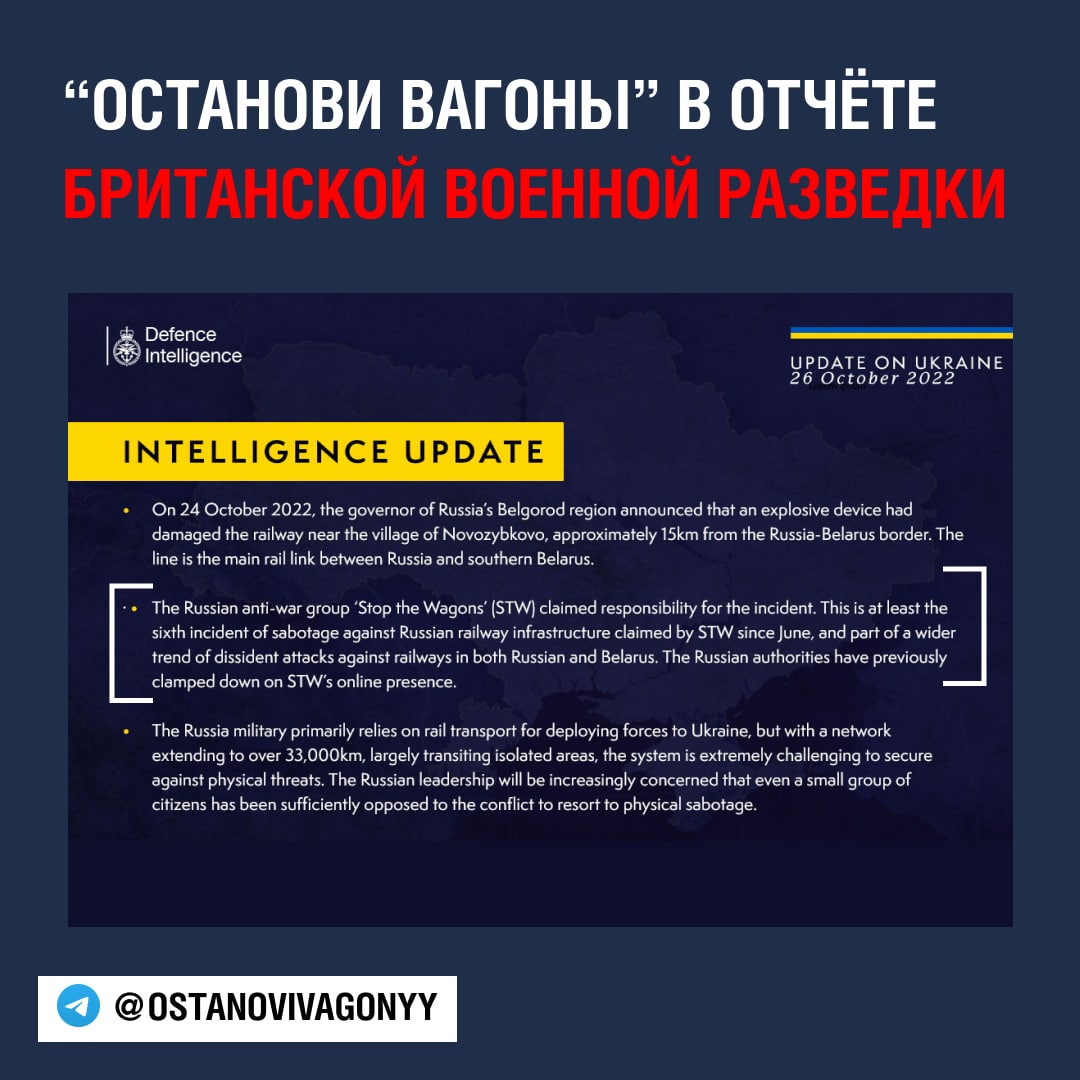 “ОСТАНОВИ ВАГОНЫ” В ОТЧЁТЕ
БРИТАНСКОЙ ВОЕННОЙ РАЗВЕДКИ
Defence
Intelligence
UPDATE ON UKRAINE
26 October 2022
INTELLIGENCE UPDATE
• On 24 October 2022, the governor of Russia’s Belgorod region announced that an explosive device had
damaged the railway near the village of Novozybkovo, approximately 15km from the Russia-Belarus border. The
line is the main rail link between Russia and southern Belarus.
• The Russian anti-war group ‘Stop the Wagons’ (STW) claimed responsibility for the incident. This is at least the
sixth incident of sabotage against Russian railway infrastructure claimed by STW since June, and part of a wider
trend of dissident attacks against railways in both Russian and Belarus. The Russian authorities have previously
clamped down on STW’s online presence.
• The Russia military primarily relies on rail transport for deploying forces to Ukraine, but with a network
extending to over 33,000km, largely transiting isolated areas, the system is extremely challenging to secure
against physical threats. The Russian leadership will be increasingly concerned that even a small group of
citizens has been sufficiently opposed to the conflict to resort to physical sabotage.
@OSTANOVIVAGONYY